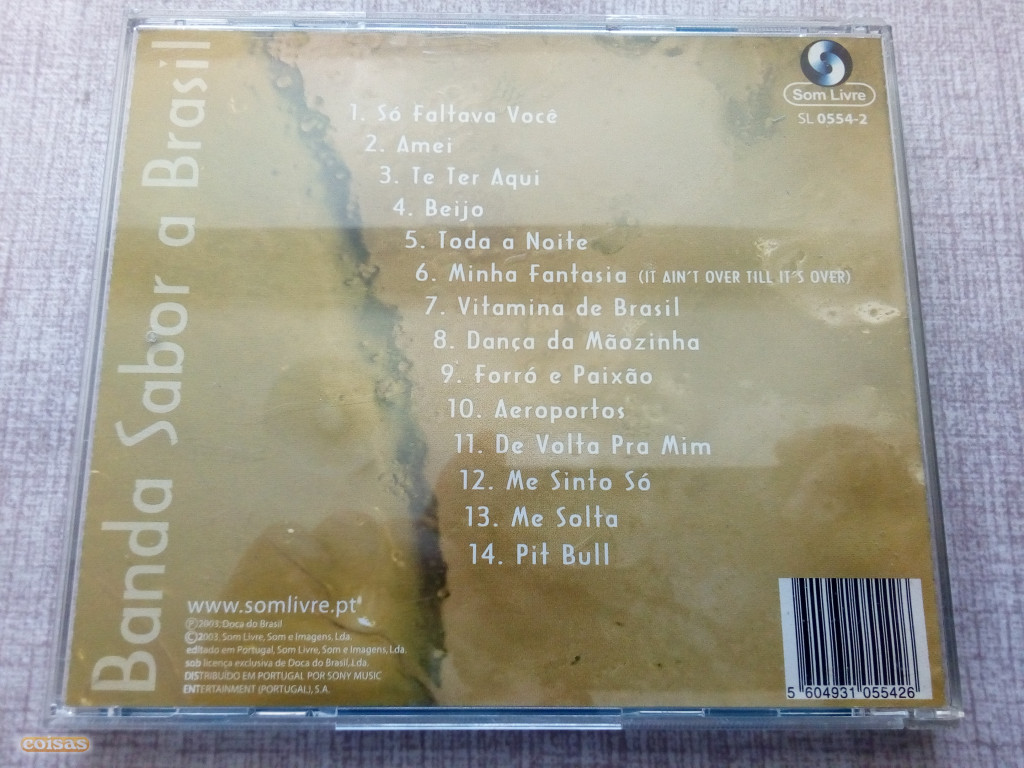 Banda Sabor a Brasil
Som Livre
SL 0554-2
1. Só Faltava Você
2. Amei
3. Te Ter Aqui
4. Beijo
5. Toda a Noite
6. Minha Fantasia (IT AIN'T OVER TILL IT'S OVER)
7. Vitamina de Brasil
8. Dança da Mãozinha
9. Forró e Paixão
10. Aeroportos
11. De Volta Pra Mim
12. Me Sinto Só
13. Me Solta
14. Pit Bull
www.somlivre.pt
Ⓟ2003, Doca do Brasil
©2003, Som Livre, Som e Imagens, Lda.
editado em Portugal, Som Livre, Som e Imagens, Lda.
sob licença exclusiva de Doca do Brasil, Lda.
DISTRIBUÍDO EM PORTUGAL POR SONY MUSIC
ENTERTAINMENT (PORTUGAL), S.A.
5 604931 055426
coisas